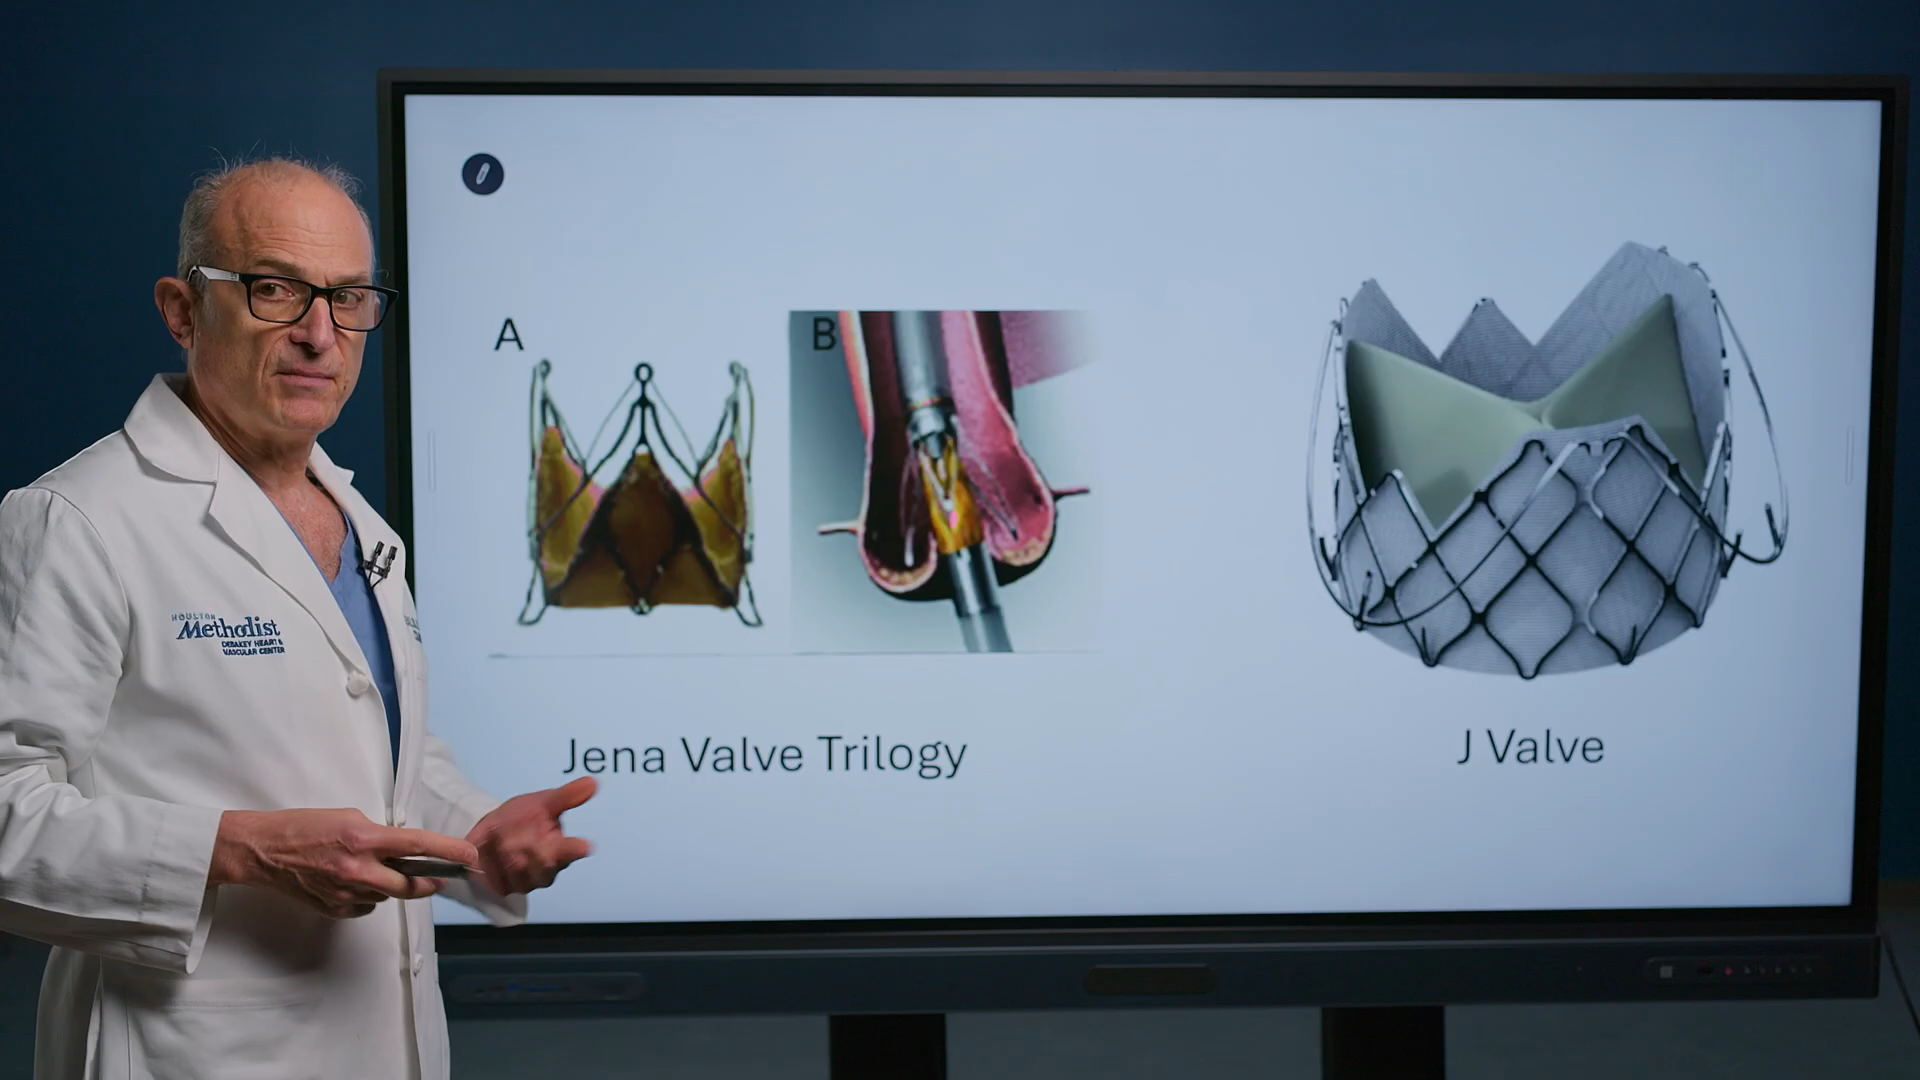 A
B
Jena Valve Trilogy
J Valve
HOUSTON
Methodist
DEBAKEY HEART &
VASCULAR CENTER